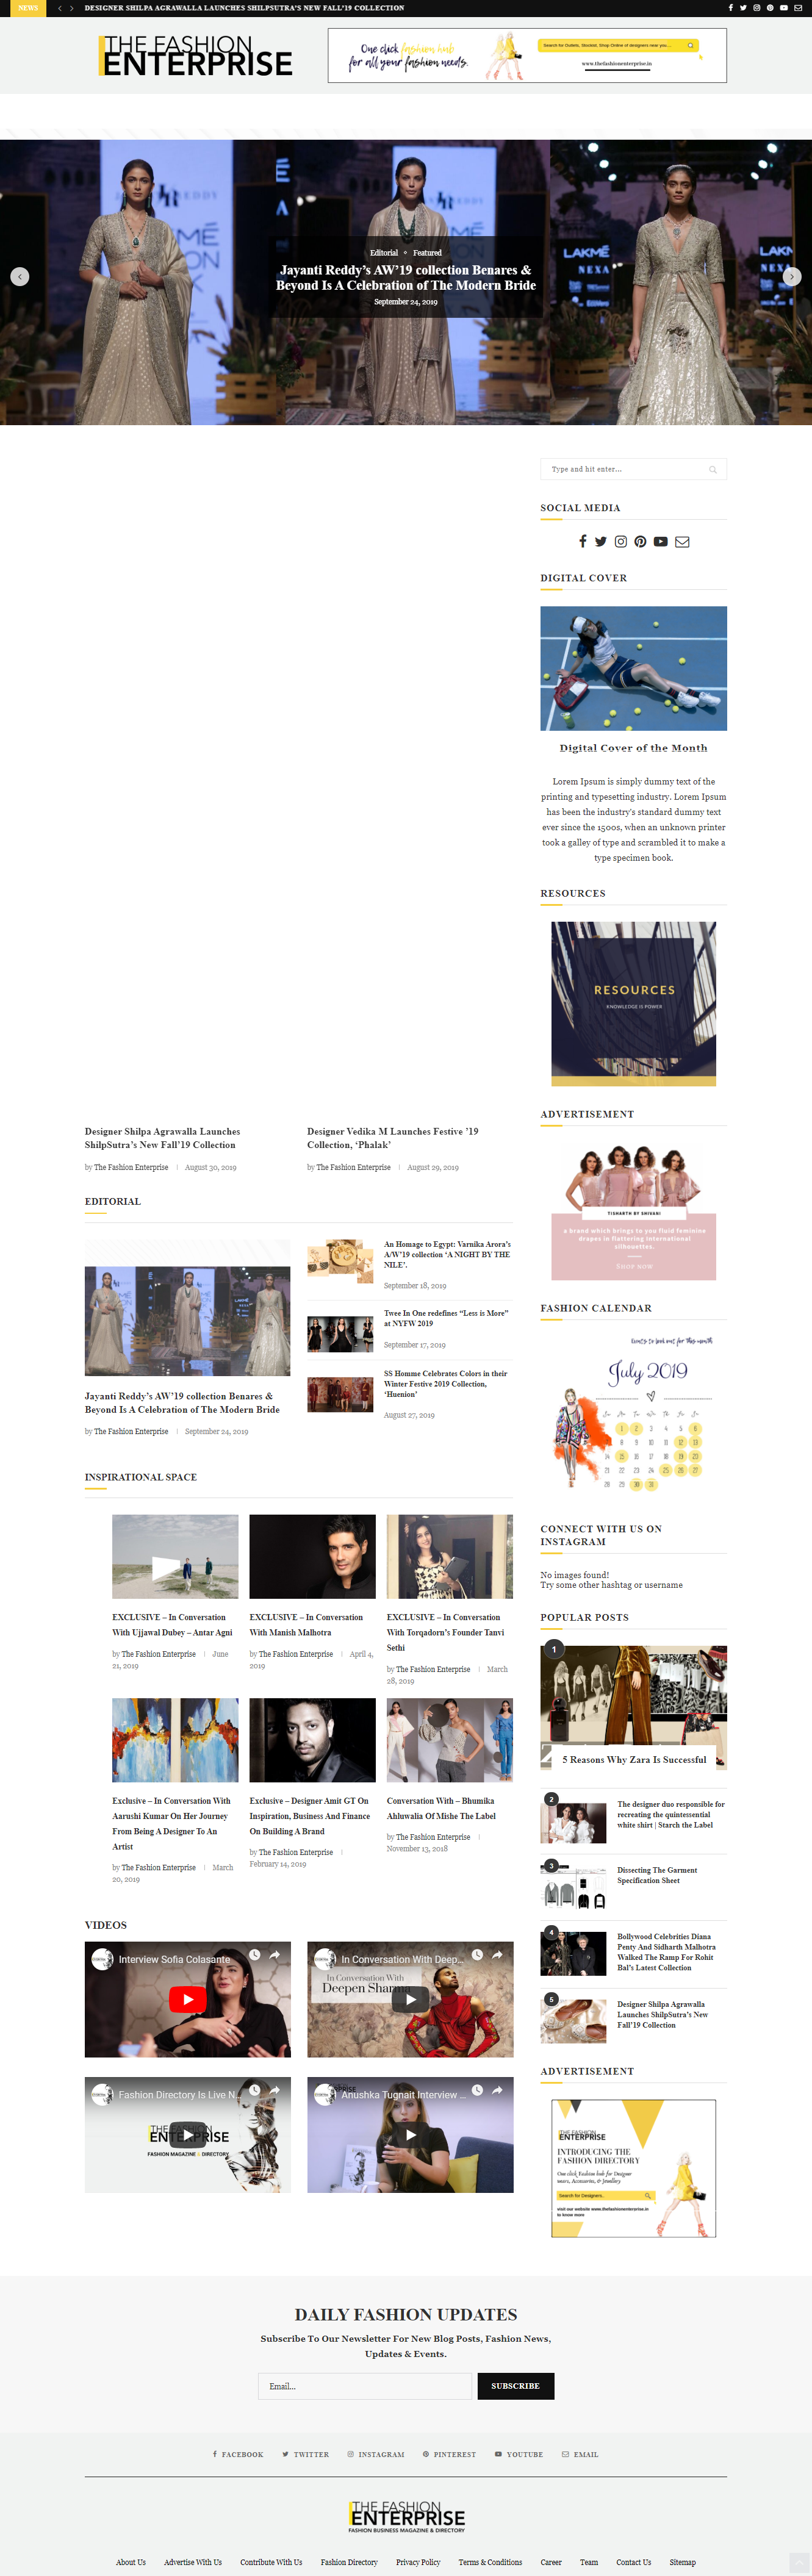 NEWS
DESIGNER SHILPA AGRAWALLA LAUNCHES SHILPSUTRA'S NEW FALL'19 COLLECTION
THE FASHION
ENTERPRISE
One click fashion hub
for all your fashion needs.
Search for Outlets, Stockist, Shop Online of designers near you....
www.thefashionenterprise.in
LAKMÉ
NEXA
Editorial
Featured
Jayanti Reddy's AW'19 collection Benares &
Beyond Is A Celebration of The Modern Bride
September 24, 2019
Type and hit enter...
SOCIAL MEDIA
DIGITAL COVER
Digital Cover of the Month
Lorem Ipsum is simply dummy text of the
printing and typesetting industry. Lorem Ipsum
has been the industry's standard dummy text
ever since the 1500s, when an unknown printer
took a galley of type and scrambled it to make a
type specimen book.
RESOURCES
RESOURCES
KNOWLEDGE IS POWER
ADVERTISEMENT
TISHARTH BY SHIVANI
a brand which brings to you fluid feminine
drapes in flattering international
silhouettes.
SHOP NOW
FASHION CALENDAR
Events to look out for this month
July 2019
CONNECT WITH US ON
INSTAGRAM
No images found!
Try some other hashtag or username
POPULAR POSTS
1
5 Reasons Why Zara Is Successful
2
The designer duo responsible for
recreating the quintessential
white shirt | Starch the Label
3
Dissecting The Garment
Specification Sheet
4
Bollywood Celebrities Diana
Penty And Sidharth Malhotra
Walked The Ramp For Rohit
Bal's Latest Collection
5
Designer Shilpa Agrawalla
Launches ShilpSutra's New
Fall'19 Collection
ADVERTISEMENT
THE FASHION
ENTERPRISE
INTRODUCING THE
FASHION DIRECTORY
One click Fashion hub for Designer
wears, Accessories, & Jewellery
Search for Designers...
visit our website www.thefashionenterprise.in
to know more
Designer Shilpa Agrawalla Launches
ShilpSutra's New Fall'19 Collection
by The Fashion Enterprise
August 30, 2019
Designer Vedika M Launches Festive '19
Collection, 'Phalak'
by The Fashion Enterprise
August 29, 2019
EDITORIAL
Jayanti Reddy's AW'19 collection Benares &
Beyond Is A Celebration of The Modern Bride
by The Fashion Enterprise
September 24, 2019
An Homage to Egypt: Varnika Arora's
A/W'19 collection 'A NIGHT BY THE
NILE'.
September 18, 2019
Twee In One redefines "Less is More"
at NYFW 2019
September 17, 2019
SS Homme Celebrates Colors in their
Winter Festive 2019 Collection,
'Huenion'
August 27, 2019
INSPIRATIONAL SPACE
EXCLUSIVE – In Conversation
With Ujjawal Dubey – Antar Agni
by The Fashion Enterprise
June
21, 2019
EXCLUSIVE – In Conversation
With Manish Malhotra
by The Fashion Enterprise
April 4,
2019
EXCLUSIVE – In Conversation
With Torqadorn's Founder Tanvi
Sethi
by The Fashion Enterprise
March
28, 2019
Exclusive – In Conversation With
Aarushi Kumar On Her Journey
From Being A Designer To An
Artist
by The Fashion Enterprise
March
20, 2019
Exclusive – Designer Amit GT On
Inspiration, Business And Finance
On Building A Brand
by The Fashion Enterprise
February 14, 2019
Conversation With – Bhumika
Ahluwalia Of Mishe The Label
by The Fashion Enterprise
November 13, 2018
VIDEOS
Interview Sofia Colasante
In Conversation With Deep...
In Conversation With
Deepen Sharma
Fashion Directory Is Live N...
THE FASHION
ENTERPRISE
FASHION MAGAZINE & DIRECTORY
Anushka Tugnait Interview ...
DAILY FASHION UPDATES
Subscribe To Our Newsletter For New Blog Posts, Fashion News,
Updates & Events.
Email...
SUBSCRIBE
FACEBOOK
TWITTER
INSTAGRAM
PINTEREST
YOUTUBE
EMAIL
THE FASHION
ENTERPRISE
FASHION BUSINESS MAGAZINE & DIRECTORY
About Us
Advertise With Us
Contribute With Us
Fashion Directory
Privacy Policy
Terms & Conditions
Career
Team
Contact Us
Sitemap